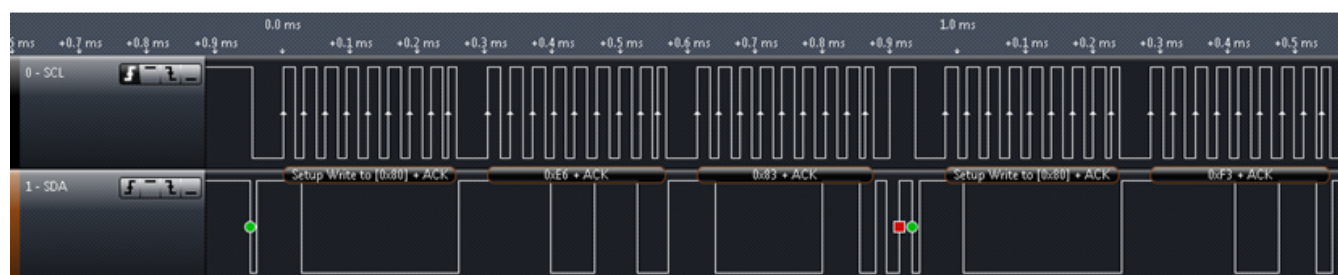 0.0 ms 1.0 ms
ms +0.7 ms +0.8 ms +0.9 ms +0.1 ms +0.2 ms +0.3 ms +0.4 ms +0.5 ms +0.6 ms +0.7 ms +0.8 ms +0.9 ms +0.1 ms +0.2 ms +0.3 ms +0.4 ms +0.5 ms
0 - SCL
Setup Write to [0x80] + ACK 0xE6 + ACK 0x83 + ACK Setup Write to [0x80] + ACK 0xF3 + ACK
1 - SDA